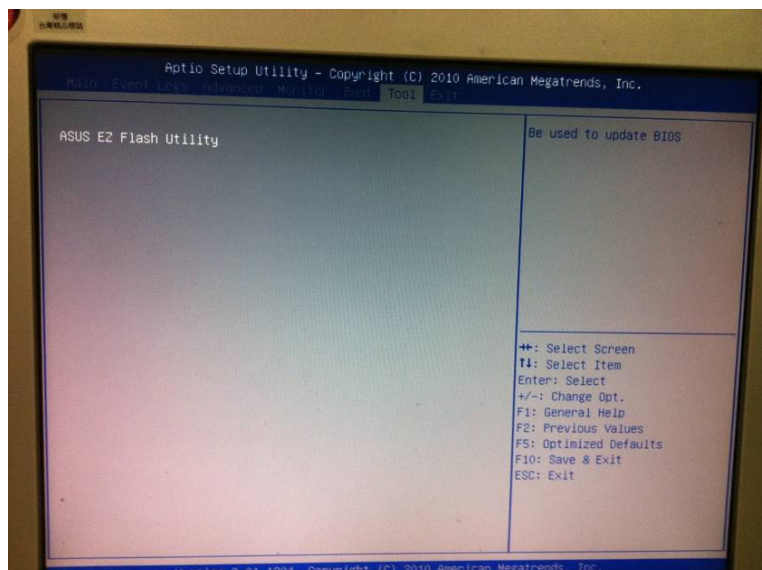 Aptio Setup Utility - Copyright (C) 2010 American Megatrends, Inc.
Main Event Logs Advanced Monitor Boot Tool Exit
ASUS EZ Flash Utility
Be used to update BIOS
→←: Select Screen
↑↓: Select Item
Enter: Select
+/-: Change Opt.
F1: General Help
F2: Previous Values
F5: Optimized Defaults
F10: Save & Exit
ESC: Exit
Copyright (C) 2010 American Megatrends, Inc.